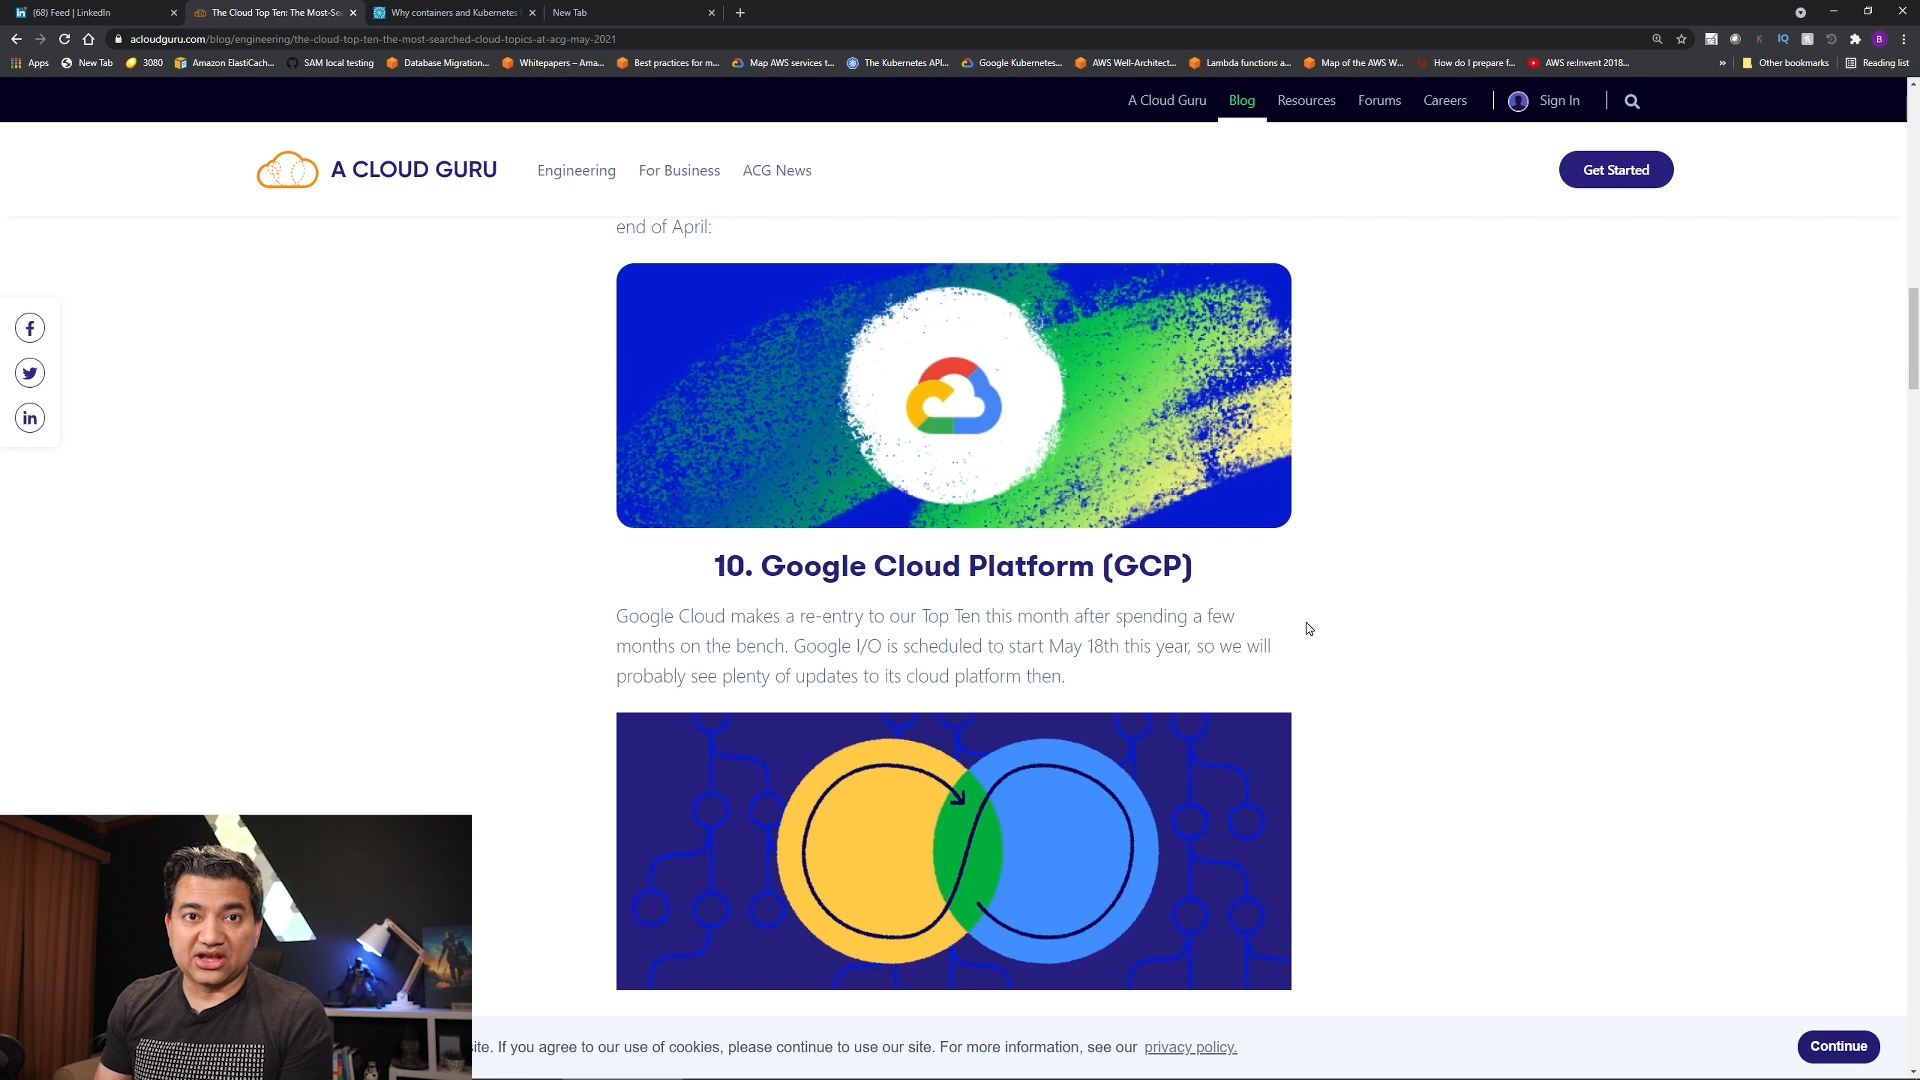 (68) Feed | LinkedIn
The Cloud Top Ten: The Most-Sea
Why containers and Kubernetes
New Tab
acloudguru.com/blog/engineering/the-cloud-top-ten-the-most-searched-cloud-topics-at-acg-may-2021
Apps
New Tab
3080
Amazon ElastiCach...
SAM local testing
Database Migration...
Whitepapers – Ama...
Best practices for m...
Map AWS services t...
The Kubernetes API...
Google Kubernetes...
AWS Well-Architect...
Lambda functions a...
Map of the AWS W...
How do I prepare f...
AWS re:Invent 2018...
»
Other bookmarks
Reading list
A Cloud Guru
Blog
Resources
Forums
Careers
Sign In
A CLOUD GURU
Engineering
For Business
ACG News
Get Started
end of April:
10. Google Cloud Platform (GCP)
Google Cloud makes a re-entry to our Top Ten this month after spending a few
months on the bench. Google I/O is scheduled to start May 18th this year, so we will
probably see plenty of updates to its cloud platform then.
site. If you agree to our use of cookies, please continue to use our site. For more information, see our privacy policy.
Continue